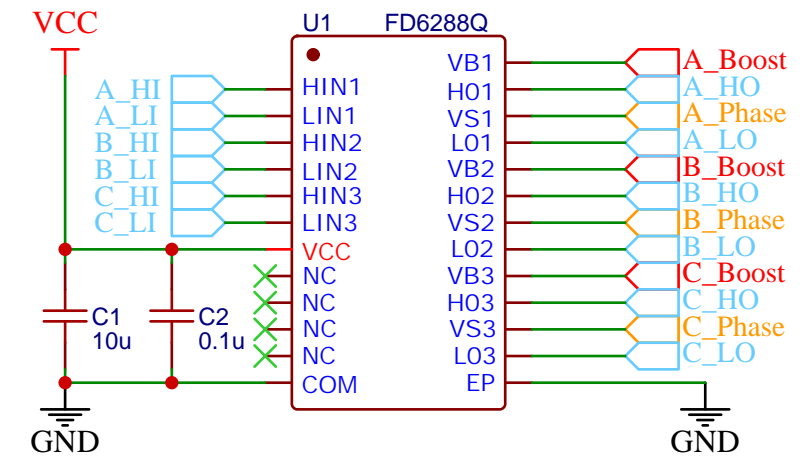 VCC
U1 FD6288Q
VB1 A_Boost
A_HI HIN1 H01 A_HO
A_LI LIN1 VS1 A_Phase
B_HI HIN2 L01 A_LO
B_LI LIN2 VB2 B_Boost
C_HI HIN3 H02 B_HO
C_LI LIN3 VS2 B_Phase
VCC L02 B_LO
NC VB3 C_Boost
NC H03 C_HO
C1 C2 NC VS3 C_Phase
10u 0.1u NC L03 C_LO
COM EP
GND GND